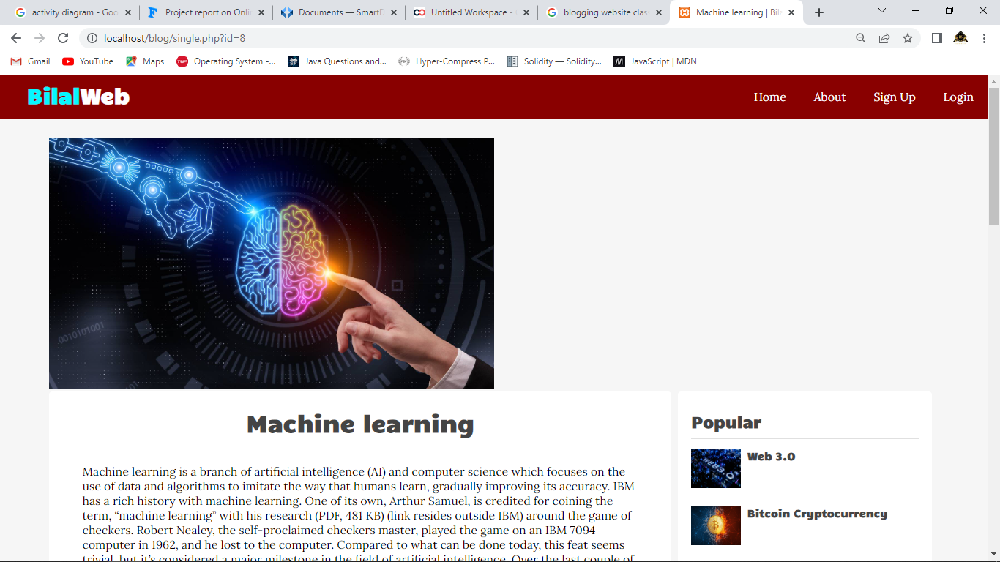 activity diagram - Goo
Project report on Onli
Documents — SmartD
Untitled Workspace -
blogging website clas
Machine learning | Bil
localhost/blog/single.php?id=8
Gmail
YouTube
Maps
Operating System -...
Java Questions and...
Hyper-Compress P...
Solidity — Solidity...
JavaScript | MDN
BilalWeb
Home
About
Sign Up
Login
0010101001
Machine learning
Machine learning is a branch of artificial intelligence (AI) and computer science which focuses on the
use of data and algorithms to imitate the way that humans learn, gradually improving its accuracy. IBM
has a rich history with machine learning. One of its own, Arthur Samuel, is credited for coining the
term, “machine learning” with his research (PDF, 481 KB) (link resides outside IBM) around the game of
checkers. Robert Nealey, the self-proclaimed checkers master, played the game on an IBM 7094
computer in 1962, and he lost to the computer. Compared to what can be done today, this feat seems
trivial, but it’s considered a major milestone in the field of artificial intelligence. Over the last couple of
Popular
WEB3.0
Web 3.0
Bitcoin Cryptocurrency